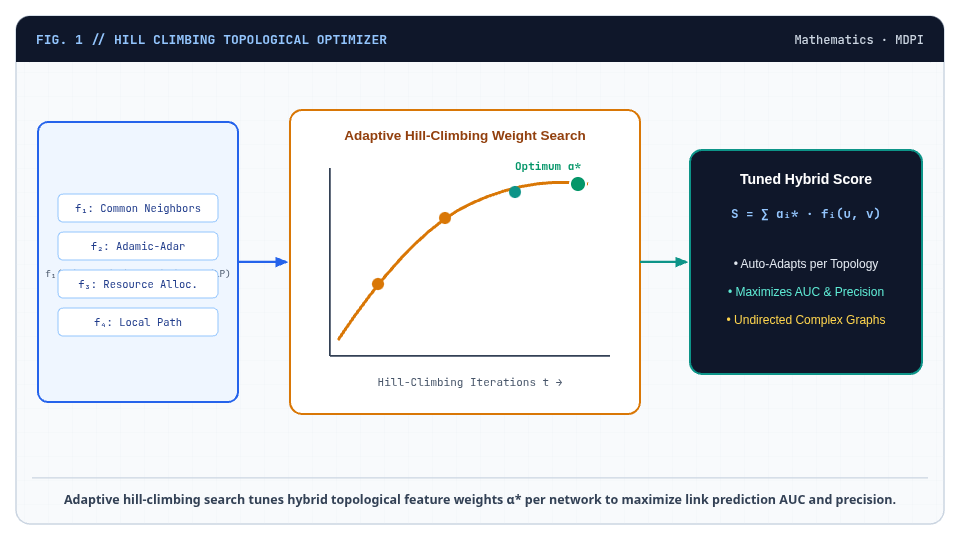 FIG. 1 // HILL CLIMBING TOPOLOGICAL OPTIMIZER
Mathematics · MDPI
f₁: Common Neighbors
f₂: Adamic-Adar
f₃: Resource Alloc.
f₄: Local Path
Adaptive Hill-Climbing Weight Search
Optimum α*
Hill-Climbing Iterations t →
Tuned Hybrid Score
S = ∑ αᵢ* · fᵢ(u, v)
• Auto-Adapts per Topology
• Maximizes AUC & Precision
• Undirected Complex Graphs
Adaptive hill-climbing search tunes hybrid topological feature weights α* per network to maximize link prediction AUC and precision.